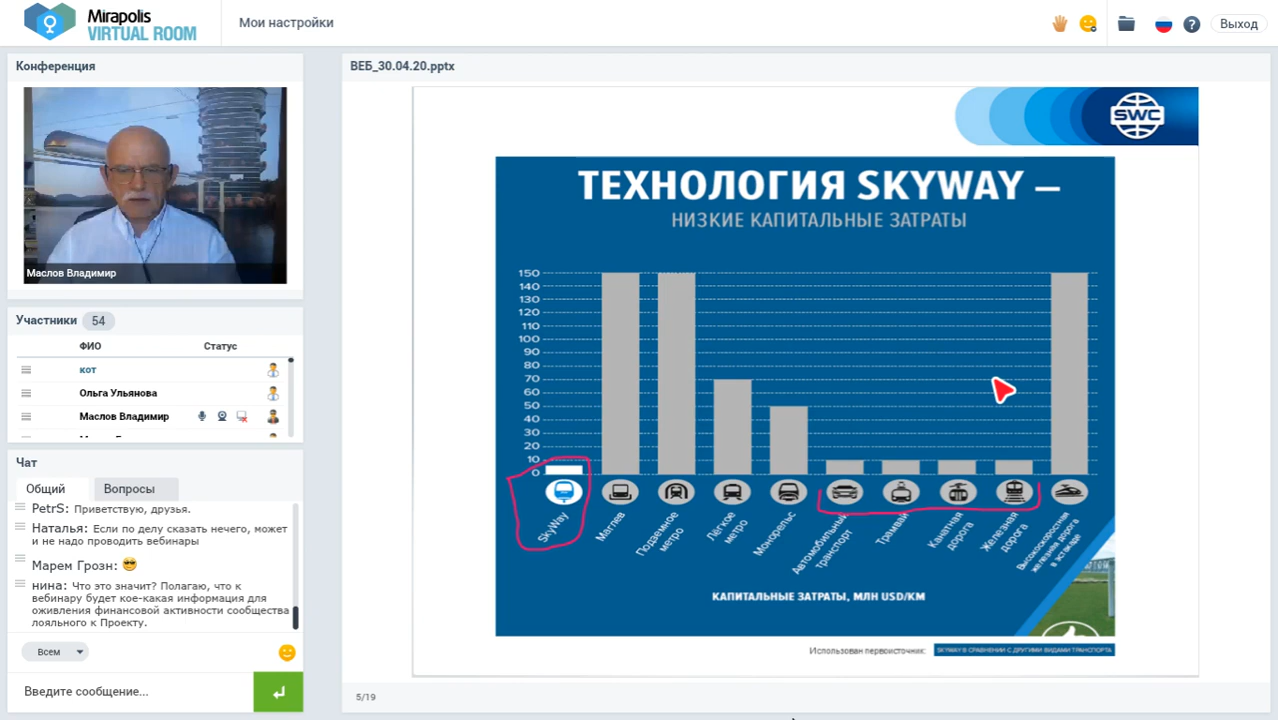 Mirapolis
VIRTUAL ROOM
Мои настройки
Выход
Конференция
Маслов Владимир
Участники 54
ФИО Статус
кот
Ольга Ульянова
Маслов Владимир
Чат
Общий Вопросы
PetrS: Приветствую, друзья.
Наталья: Если по делу сказать нечего, может
и не надо проводить вебинары
Марем Грозн:
нина: Что это значит? Полагаю, что к
вебинару будет кое-какая информация для
оживления финансовой активности сообщества
лояльного к Проекту.
Всем
Введите сообщение...
ВЕБ_30.04.20.pptx
SWC
ТЕХНОЛОГИЯ SKYWAY –
НИЗКИЕ КАПИТАЛЬНЫЕ ЗАТРАТЫ
150
140
130
120
110
100
90
80
70
60
50
40
30
20
10
0
SkyWay
Маглев
Подземное
метро
Лёгкое
метро
Монорельс
Автомобильный
транспорт
Трамвай
Канатная
дорога
Железная
дорога
Высокоскоростная
железная дорога
в эстакаде
КАПИТАЛЬНЫЕ ЗАТРАТЫ, МЛН USD/КМ
Использован первоисточник: SKYWAY В СРАВНЕНИИ С ДРУГИМИ ВИДАМИ ТРАНСПОРТА
5/19